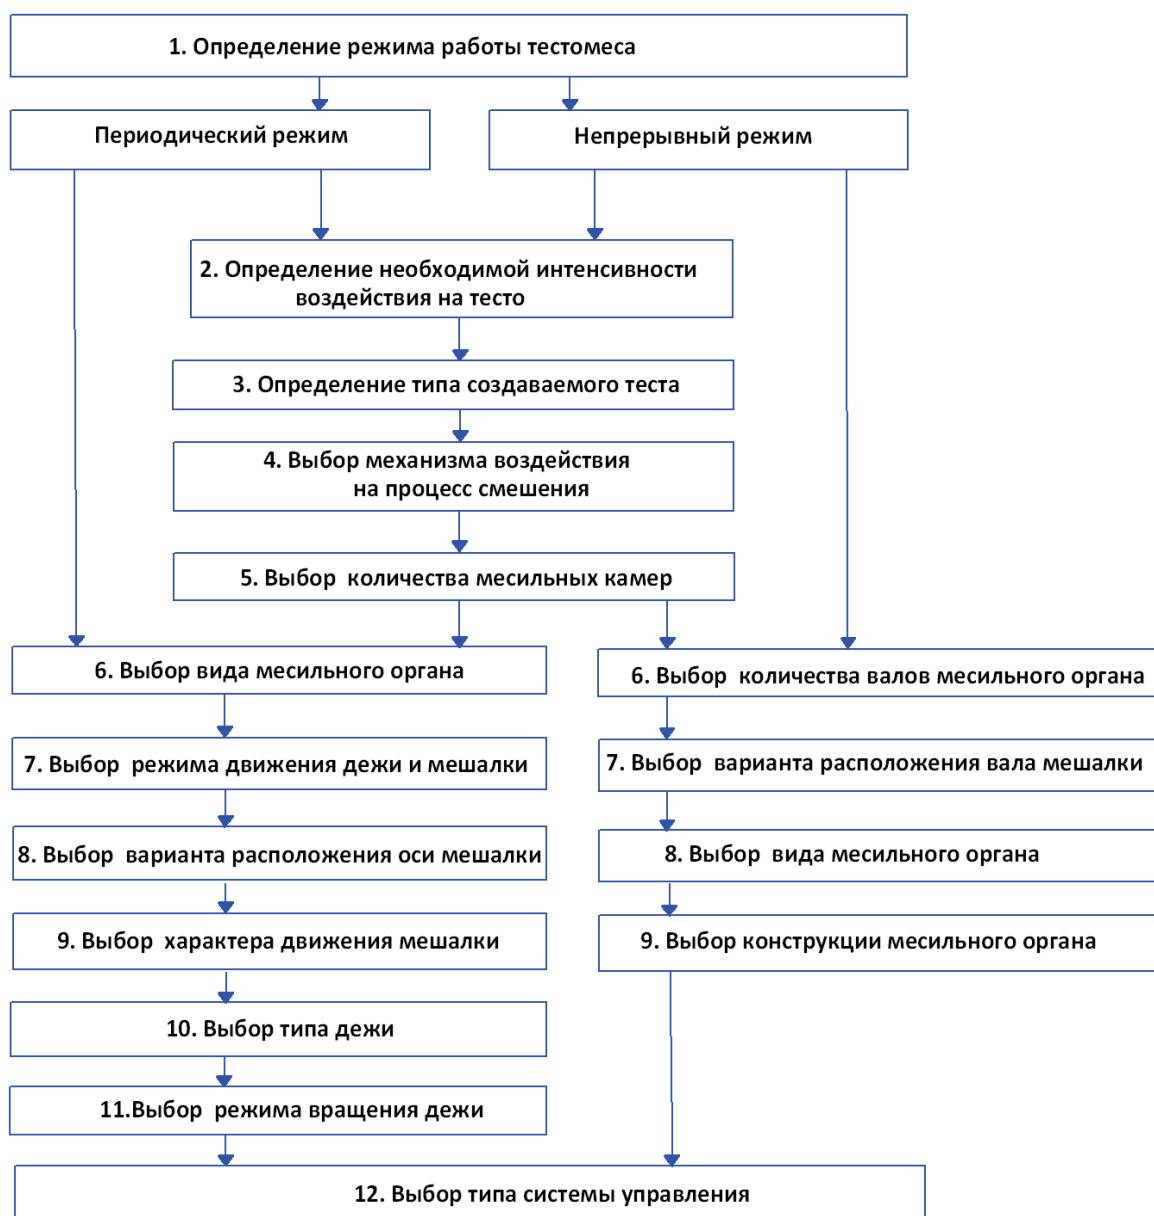 1. Определение режима работы тестомеса
Периодический режим
Непрерывный режим
2. Определение необходимой интенсивности
воздействия на тесто
3. Определение типа создаваемого теста
4. Выбор механизма воздействия
на процесс смешения
5. Выбор количества месильных камер
6. Выбор вида месильного органа
6. Выбор количества валов месильного органа
7. Выбор режима движения дежи и мешалки
7. Выбор варианта расположения вала мешалки
8. Выбор варианта расположения оси мешалки
8. Выбор вида месильного органа
9. Выбор характера движения мешалки
9. Выбор конструкции месильного органа
10. Выбор типа дежи
11.Выбор режима вращения дежи
12. Выбор типа системы управления